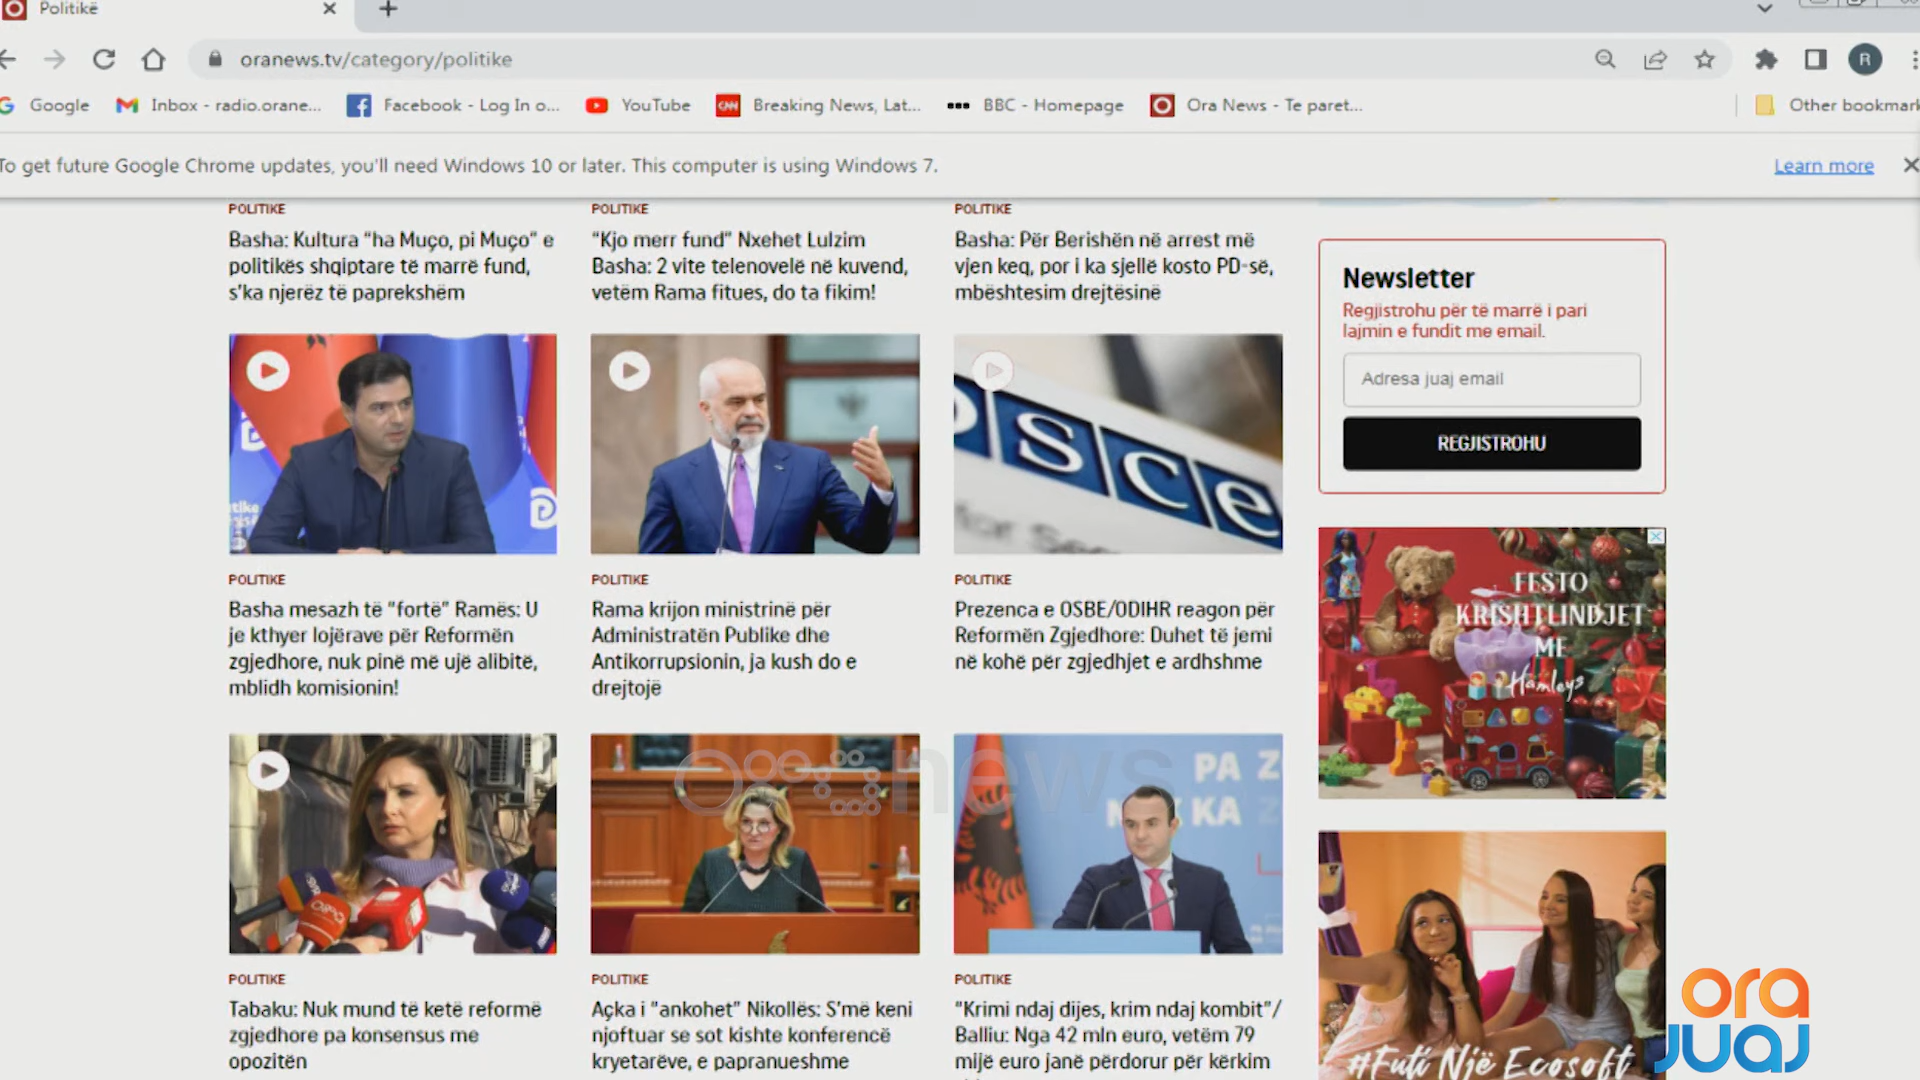 Politikë
oranews.tv/category/politike
R
Google
Inbox - radio.orane...
Facebook - Log In o...
YouTube
CNN
Breaking News, Lat...
BBC - Homepage
Ora News - Te paret...
Other bookmark
To get future Google Chrome updates, you'll need Windows 10 or later. This computer is using Windows 7.
Learn more
POLITIKE
Basha: Kultura “ha Muço, pi Muço” e
politikës shqiptare të marrë fund,
s’ka njerëz të paprekshëm
POLITIKE
“Kjo merr fund” Nxehet Lulzim
Basha: 2 vite telenovelë në kuvend,
vetëm Rama fitues, do ta fikim!
POLITIKE
Basha: Për Berishën në arrest më
vjen keq, por i ka sjellë kosto PD-së,
mbështesim drejtësinë
Newsletter
Regjistrohu për të marrë i pari
lajmin e fundit me email.
Adresa juaj email
REGJISTROHU
osce
POLITIKE
Basha mesazh të “fortë” Ramës: U
je kthyer lojërave për Reformën
zgjedhore, nuk pinë më ujë alibitë,
mblidh komisionin!
POLITIKE
Rama krijon ministrinë për
Administratën Publike dhe
Antikorrupsionin, ja kush do e
drejtojë
POLITIKE
Prezenca e OSBE/ODIHR reagon për
Reformën Zgjedhore: Duhet të jemi
në kohë për zgjedhjet e ardhshme
FESTO
KRISHTLINDJET
ME
Hamleys
ora news
PA Z
KA
POLITIKE
Tabaku: Nuk mund të ketë reformë
zgjedhore pa konsensus me
opozitën
POLITIKE
Açka i “ankohet” Nikollës: S’më keni
njoftuar se sot kishte konferencë
kryetarëve, e papranueshme
POLITIKE
“Krimi ndaj dijes, krim ndaj kombit”/
Balliu: Nga 42 mln euro, vetëm 79
mijë euro janë përdorur për kërkim
#Futi Një Ecosoft
ora
JUAJ